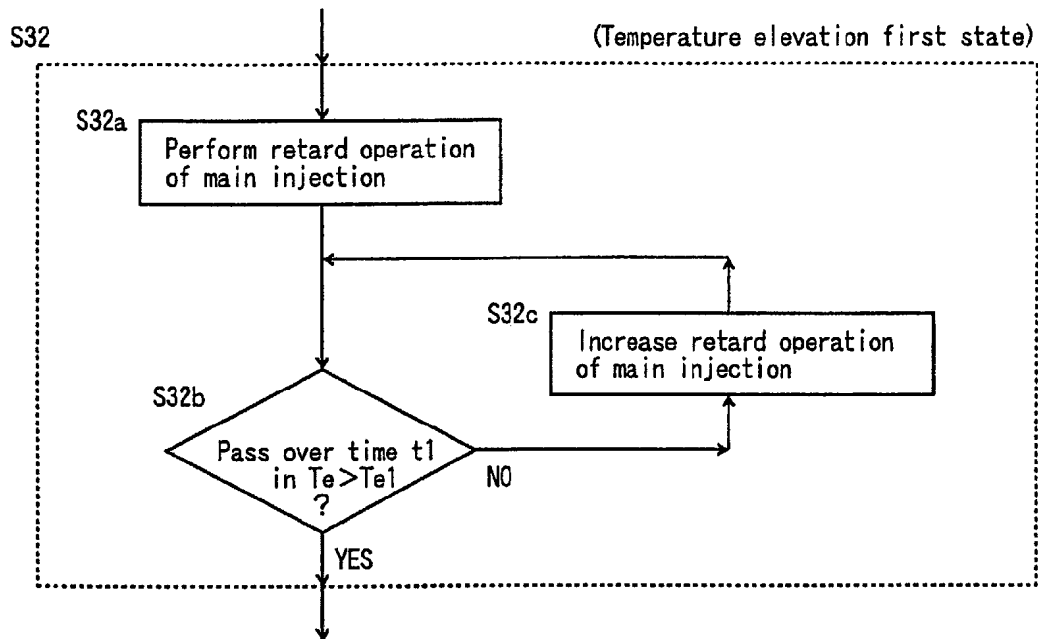 S32
(Temperature elevation first state)
S32a
Perform retard operation
of main injection
S32c
Increase retard operation
of main injection
S32b
Pass over time t1
in Te>Te1
?
NO
YES